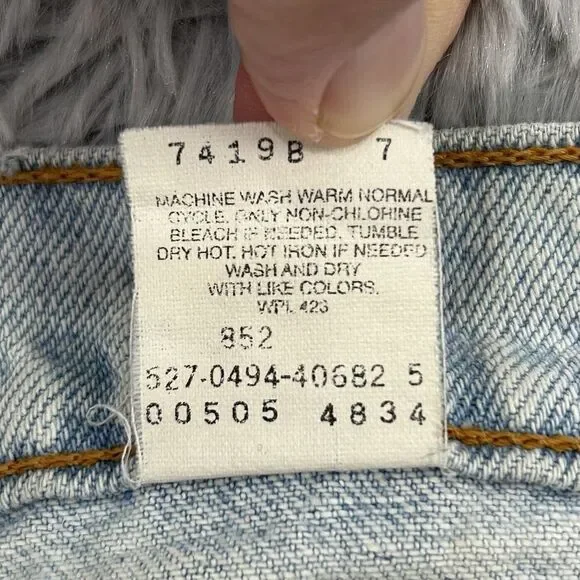 74198 7
MACHINE WASH WARM NORMAL
CYCLE. ONLY NON-CHLORINE
BLEACH IF NEEDED. TUMBLE
DRY HOT. HOT IRON IF NEEDED
WASH AND DRY
WITH LIKE COLORS.
WPL 423
852
527-0494-40682 5
00505 4834